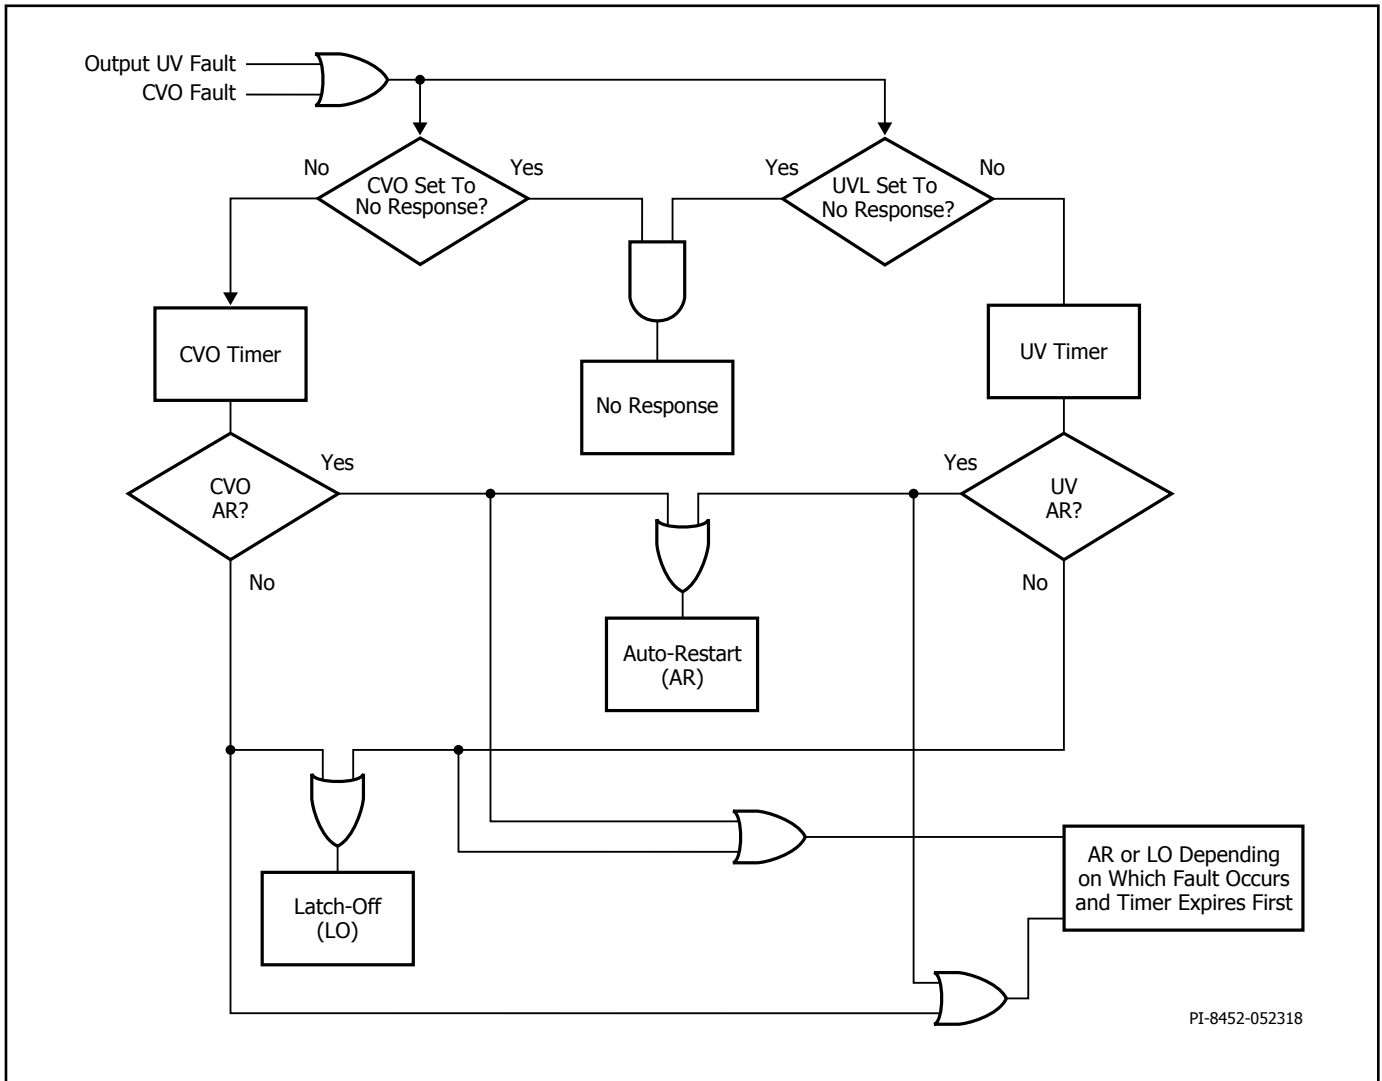 Output UV Fault
CVO Fault
No
Yes
Yes
No
CVO Set To
No Response?
UVL Set To
No Response?
CVO Timer
UV Timer
No Response
Yes
Yes
CVO
AR?
UV
AR?
No
No
Auto-Restart
(AR)
Latch-Off
(LO)
AR or LO Depending
on Which Fault Occurs
and Timer Expires First
PI-8452-052318